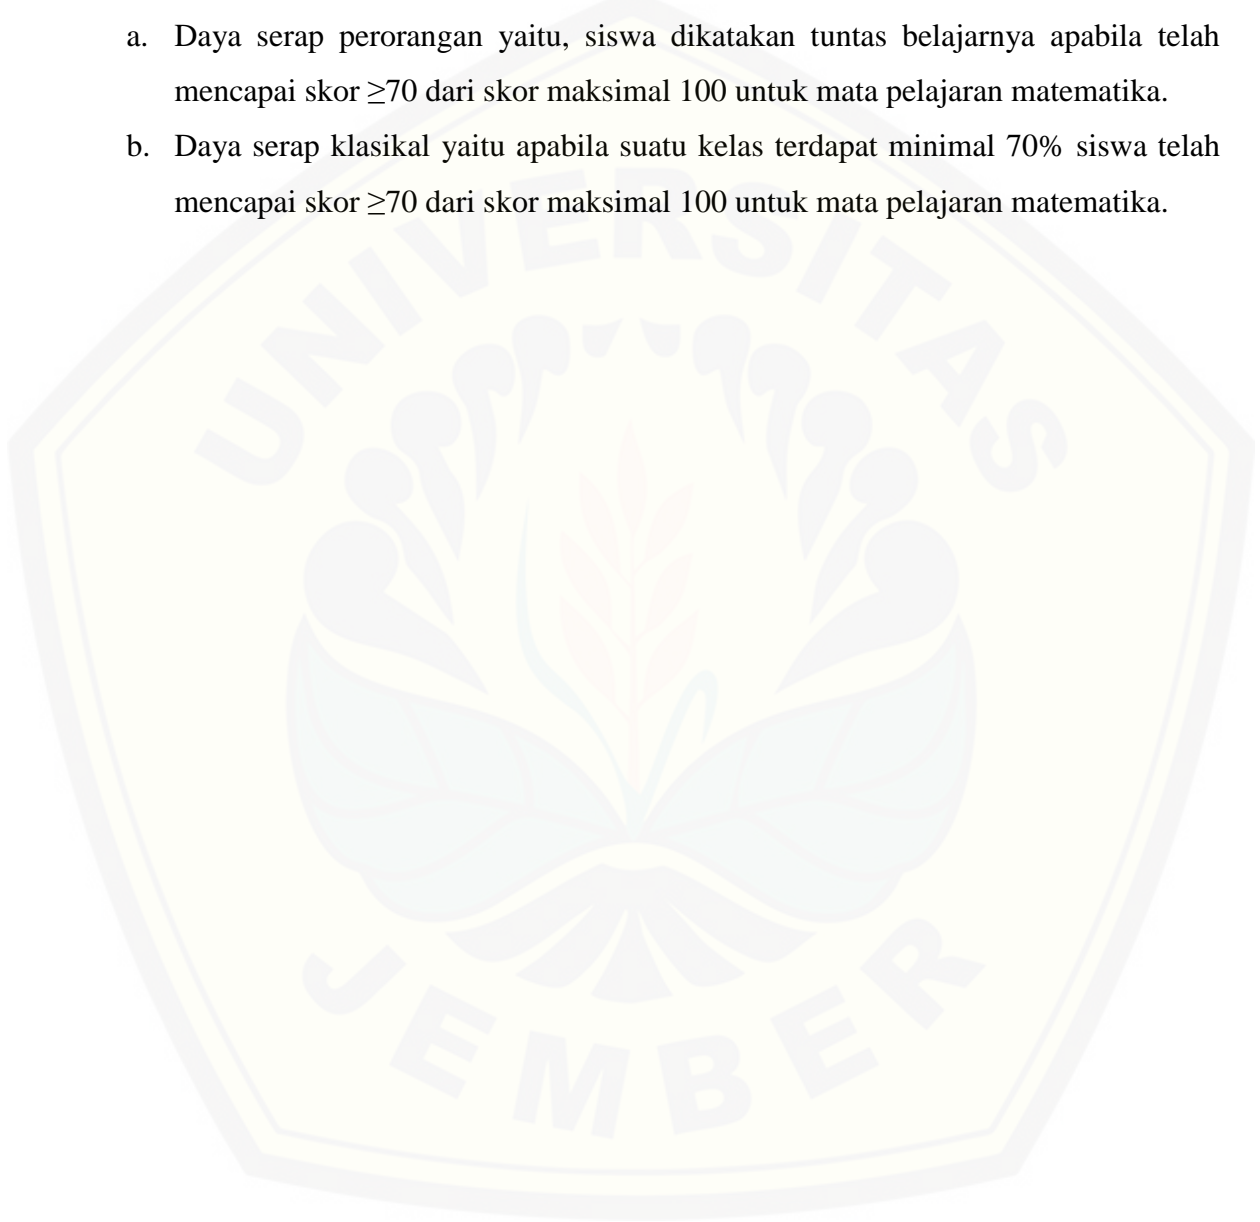 a. Daya serap perorangan yaitu, siswa dikatakan tuntas belajarnya apabila telah
mencapai skor ≥70 dari skor maksimal 100 untuk mata pelajaran matematika.
b. Daya serap klasikal yaitu apabila suatu kelas terdapat minimal 70% siswa telah
mencapai skor ≥70 dari skor maksimal 100 untuk mata pelajaran matematika.
UNIVERSITAS
JEMBER